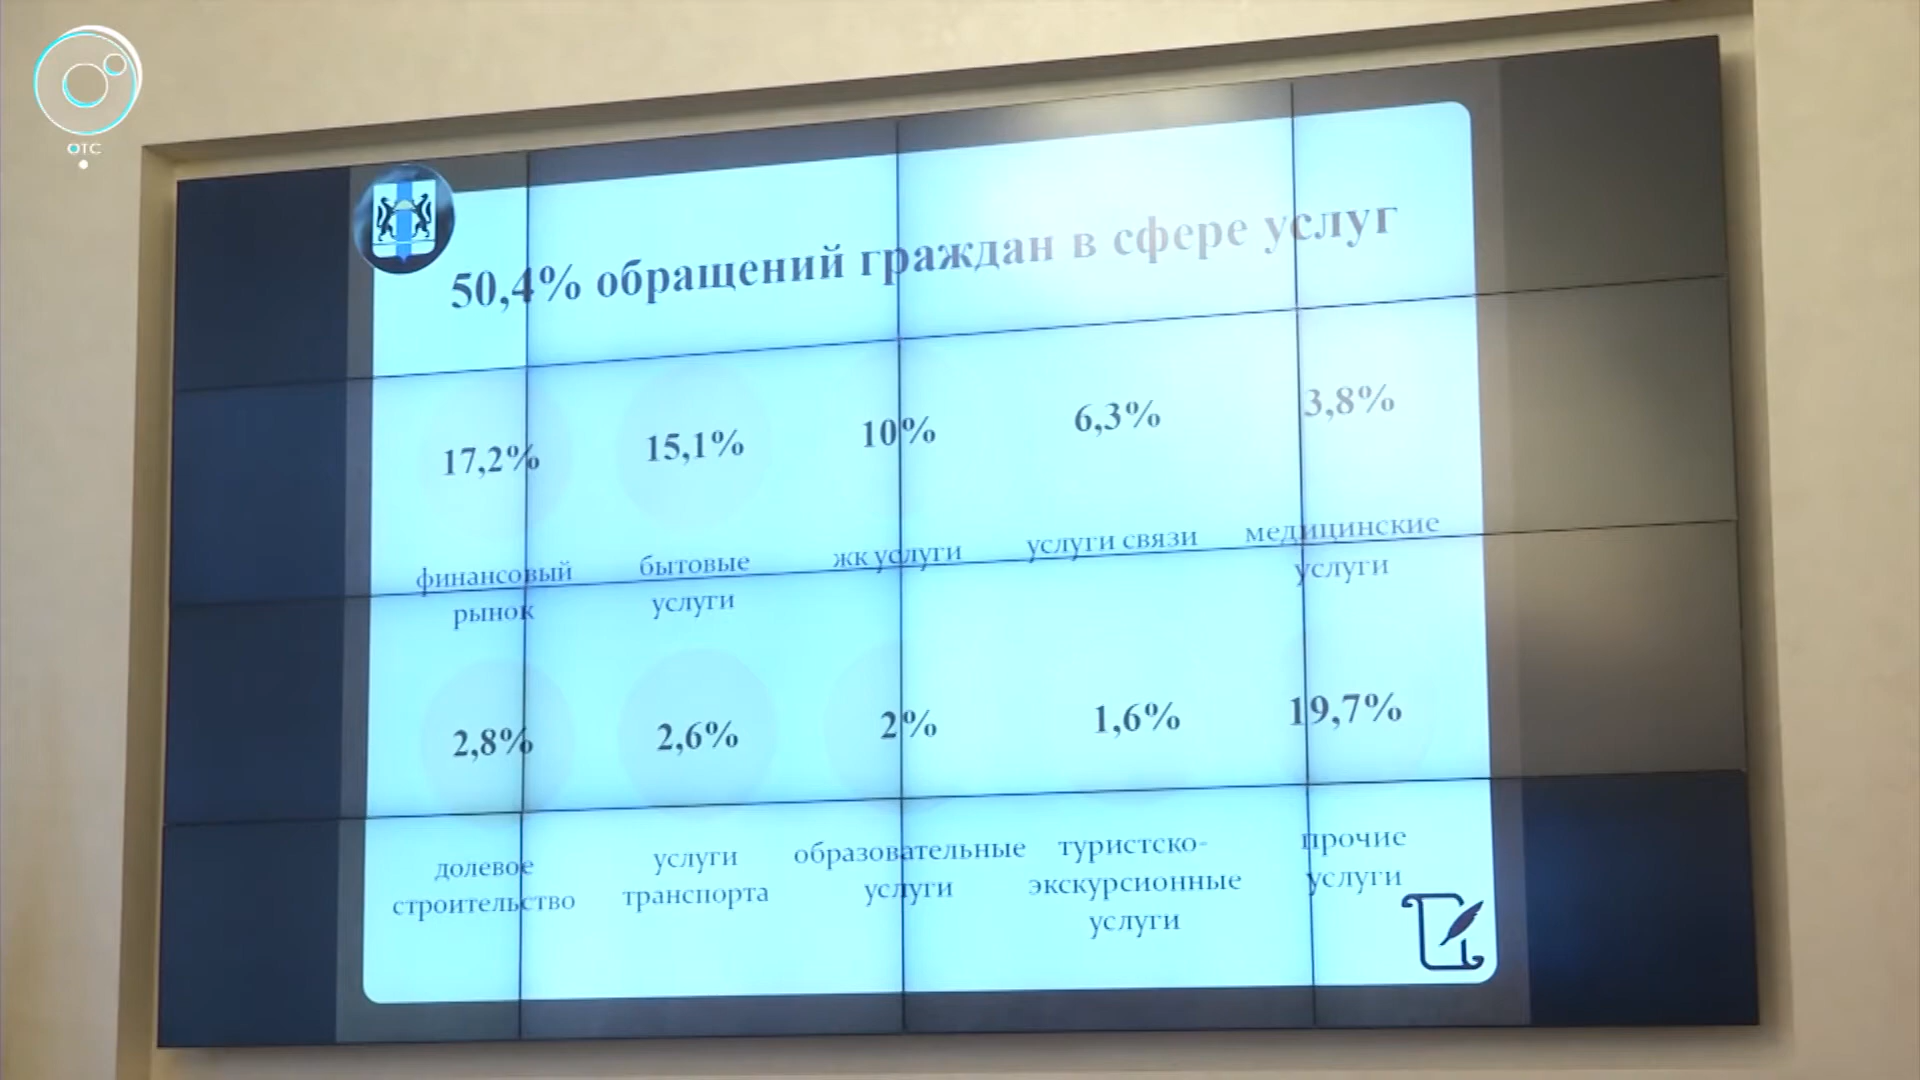 ОТС
50,4% обращений граждан в сфере услуг
17,2% 15,1% 10% 6,3% 3,8%
финансовый рынок
бытовые услуги
жк услуги
услуги связи
медицинские услуги
2,8% 2,6% 2% 1,6% 19,7%
долевое строительство
услуги транспорта
образовательные услуги
туристско-экскурсионные услуги
прочие услуги